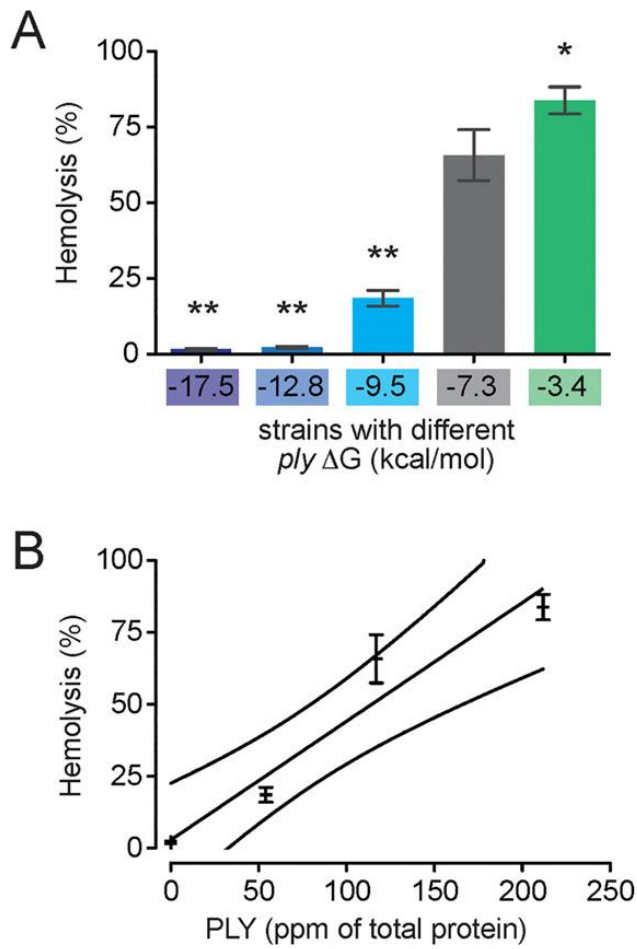 A
Hemolysis (%)
100
75
50
25
0
*
**
**
**
-17.5 -12.8 -9.5 -7.3 -3.4
strains with different
ply ΔG (kcal/mol)
B
Hemolysis (%)
100
75
50
25
0
0 50 100 150 200 250
PLY (ppm of total protein)